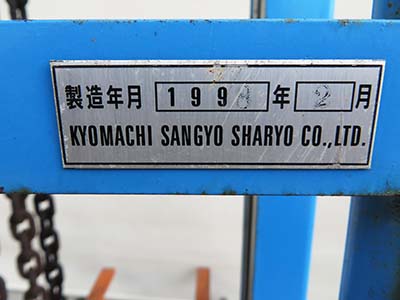 製造年月 199 年 2 月
KYOMACHI SANGYO SHARYO CO.,LTD.